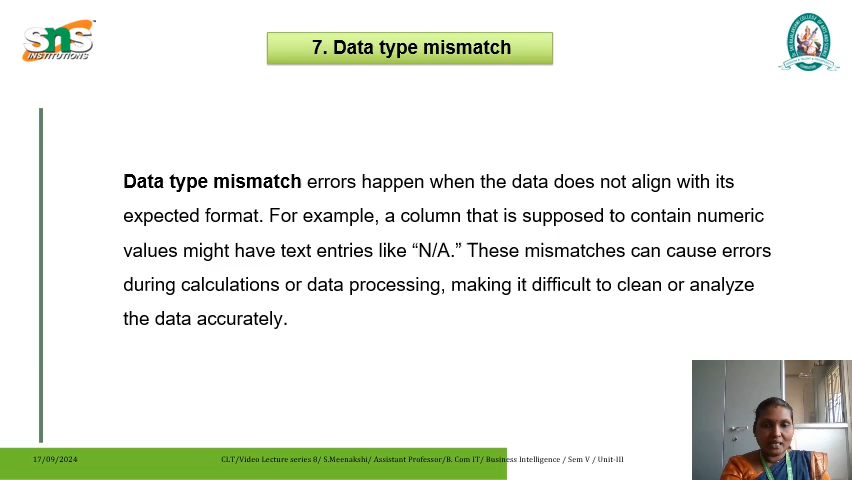 SNS
INSTITUTIONS
7. Data type mismatch
Data type mismatch errors happen when the data does not align with its
expected format. For example, a column that is supposed to contain numeric
values might have text entries like “N/A.” These mismatches can cause errors
during calculations or data processing, making it difficult to clean or analyze
the data accurately.
17/09/2024
CLT/Video Lecture series 8/ S.Meenakshi/ Assistant Professor/B. Com IT/ Business Intelligence / Sem V / Unit-III